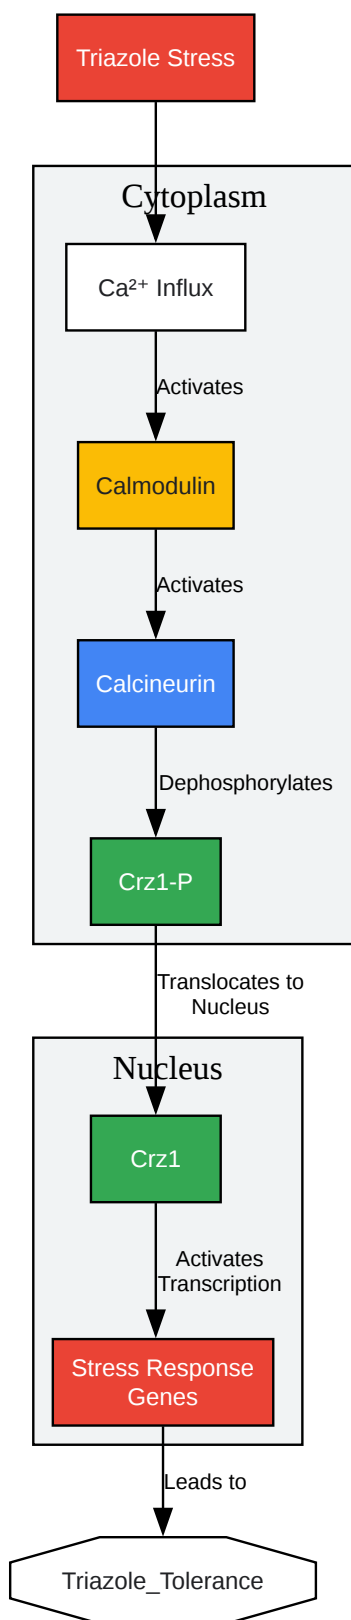 Triazole Stress
Cytoplasm
Ca²⁺ Influx
Activates
Calmodulin
Activates
Calcineurin
Dephosphorylates
Crz1-P
Translocates to
Nucleus
Nucleus
Crz1
Activates
Transcription
Stress Response
Genes
Leads to
Triazole_Tolerance